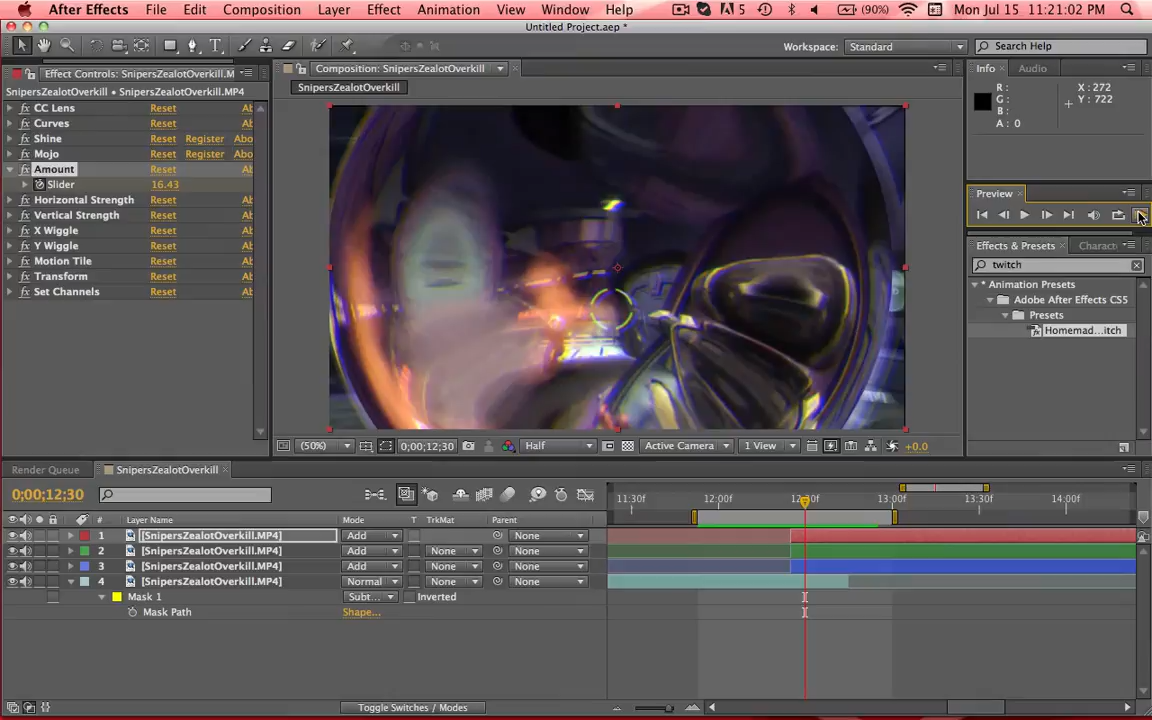 After Effects File Edit Composition Layer Effect Animation View Window Help 5 (90%) Mon Jul 15 11:21:02 PM
Untitled Project.aep *
Workspace: Standard Search Help
Effect Controls: SnipersZealotOverkill.M
SnipersZealotOverkill • SnipersZealotOverkill.MP4
fx CC Lens Reset Ab
fx Curves Reset Ab
fx Shine Reset Register Abo
fx Mojo Reset Register Abo
fx Amount Reset Ab
Slider 16.43
fx Horizontal Strength Reset Ab
fx Vertical Strength Reset Ab
fx X Wiggle Reset Ab
fx Y Wiggle Reset Ab
fx Motion Tile Reset Ab
fx Transform Reset Ab
fx Set Channels Reset Ab
Composition: SnipersZealotOverkill
SnipersZealotOverkill
(50%) 0;00;12;30 Half Active Camera 1 View +0.0
Info Audio
R : X : 272
G : Y : 722
B :
A : 0
Preview
Effects & Presets Charact
twitch
* Animation Presets
Adobe After Effects CS5
Presets
Homemad...itch
Render Queue SnipersZealotOverkill
0;00;12;30
11:30f 12:00f 12:30f 13:00f 13:30f 14:00f
# Layer Name Mode T TrkMat Parent
1 [SnipersZealotOverkill.MP4] Add None
2 [SnipersZealotOverkill.MP4] Add None None
3 [SnipersZealotOverkill.MP4] Add None None
4 [SnipersZealotOverkill.MP4] Normal None None
Mask 1 Subt... Inverted
Mask Path Shape...
Toggle Switches / Modes